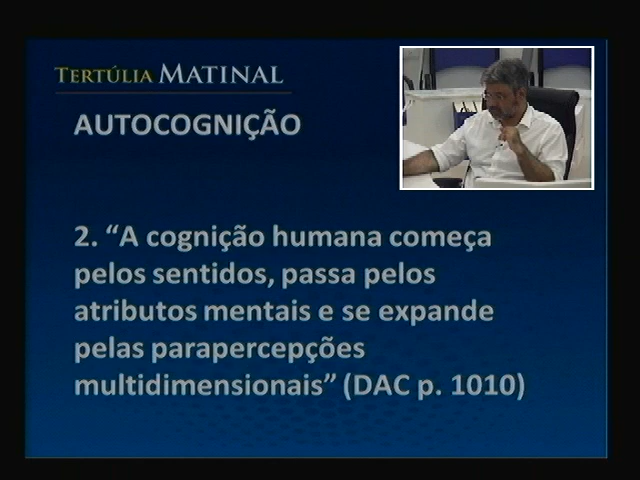 TERTÚLIA MATINAL
AUTOCOGNIÇÃO
2. “A cognição humana começa
pelos sentidos, passa pelos
atributos mentais e se expande
pelas parapercepções
multidimensionais” (DAC p. 1010)